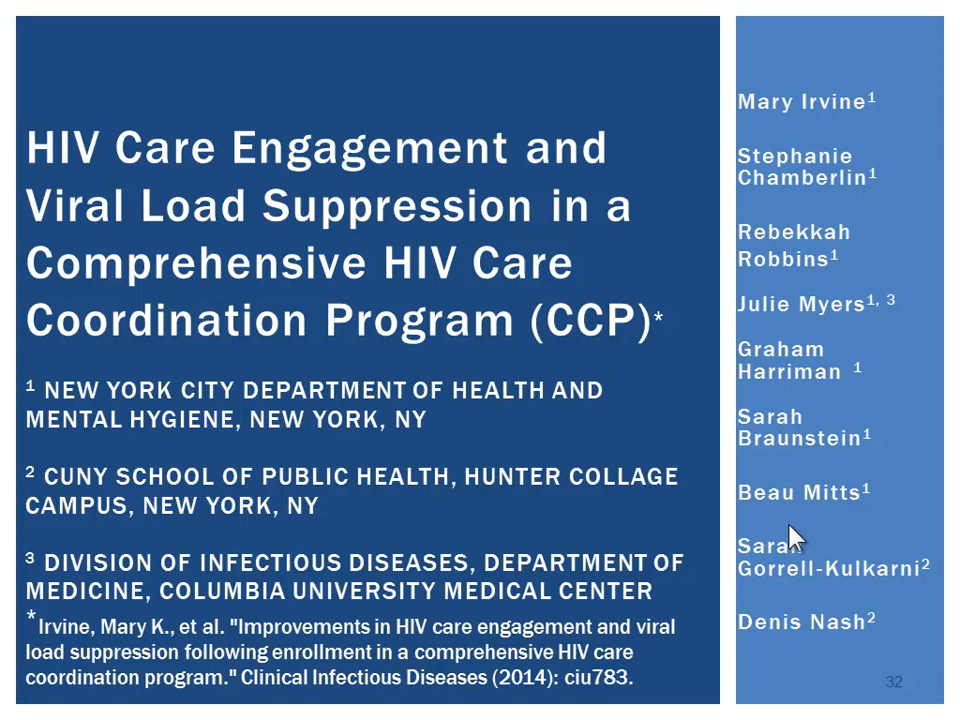 HIV Care Engagement and
Viral Load Suppression in a
Comprehensive HIV Care
Coordination Program (CCP)*
1 NEW YORK CITY DEPARTMENT OF HEALTH AND
MENTAL HYGIENE, NEW YORK, NY
2 CUNY SCHOOL OF PUBLIC HEALTH, HUNTER COLLAGE
CAMPUS, NEW YORK, NY
3 DIVISION OF INFECTIOUS DISEASES, DEPARTMENT OF
MEDICINE, COLUMBIA UNIVERSITY MEDICAL CENTER
*Irvine, Mary K., et al. "Improvements in HIV care engagement and viral
load suppression following enrollment in a comprehensive HIV care
coordination program." Clinical Infectious Diseases (2014): ciu783.
Mary Irvine1
Stephanie
Chamberlin1
Rebekkah
Robbins1
Julie Myers1, 3
Graham
Harriman 1
Sarah
Braunstein1
Beau Mitts1
Sarah
Gorrell-Kulkarni2
Denis Nash2
32